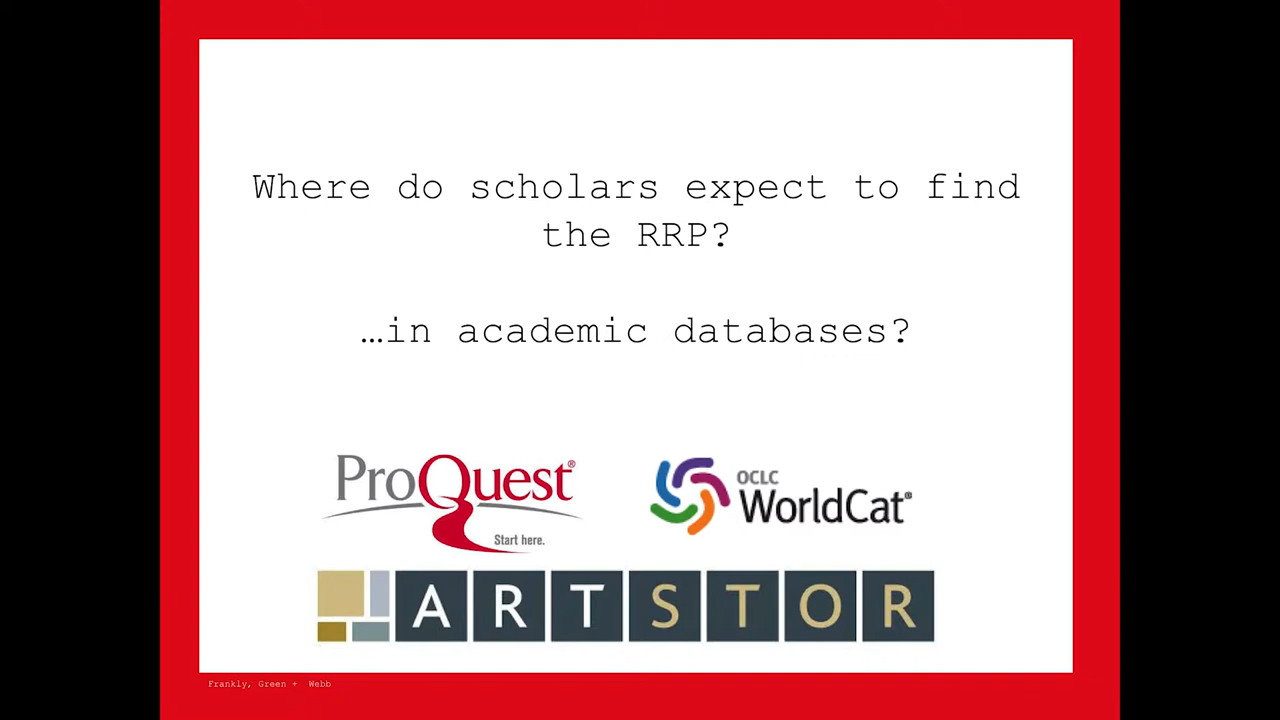 Where do scholars expect to find
the RRP?
…in academic databases?
ProQuest®
Start here.
OCLC
WorldCat®
ARTSTOR
Frankly, Green + Webb